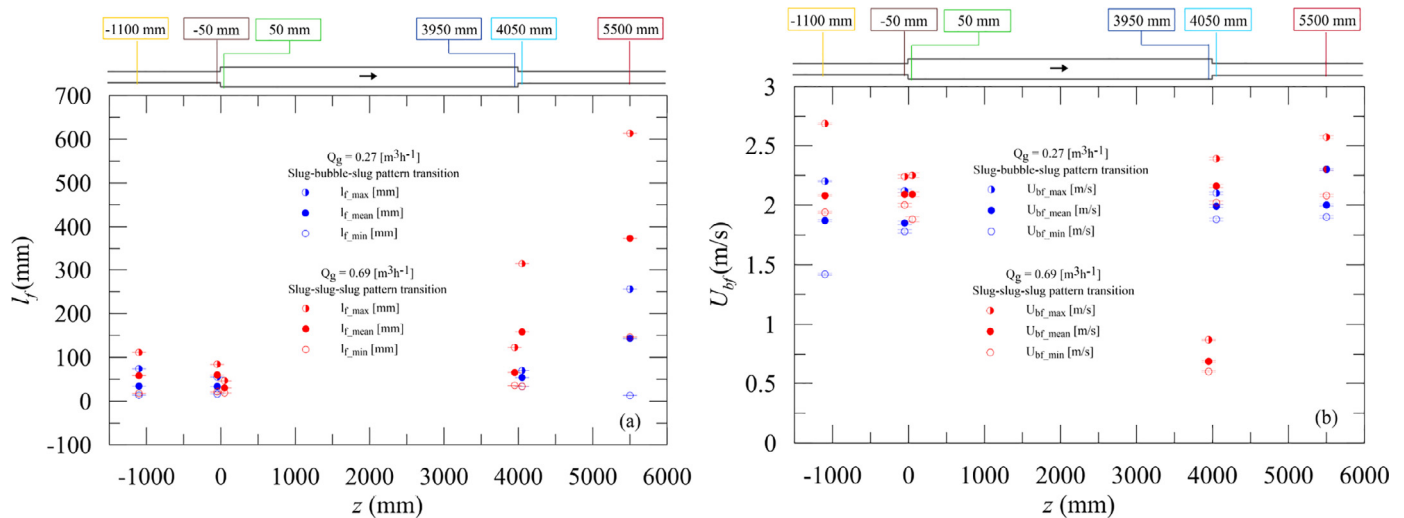 -1100 mm
-50 mm
50 mm
3950 mm
4050 mm
5500 mm
700
600
500
400
300
200
100
0
-100
l_f (mm)
Q_g = 0.27 [m^3h^-1]
Slug-bubble-slug pattern transition
l_f_max [mm]
l_f_mean [mm]
l_f_min [mm]
Q_g = 0.69 [m^3h^-1]
Slug-slug-slug pattern transition
l_f_max [mm]
l_f_mean [mm]
l_f_min [mm]
(a)
-1000 0 1000 2000 3000 4000 5000 6000
z (mm)
-1100 mm
-50 mm
50 mm
3950 mm
4050 mm
5500 mm
3
2.5
2
1.5
1
0.5
0
U_bf (m/s)
Q_g = 0.27 [m^3h^-1]
Slug-bubble-slug pattern transition
U_bf_max [m/s]
U_bf_mean [m/s]
U_bf_min [m/s]
Q_g = 0.69 [m^3h^-1]
Slug-slug-slug pattern transition
U_bf_max [m/s]
U_bf_mean [m/s]
U_bf_min [m/s]
(b)
-1000 0 1000 2000 3000 4000 5000 6000
z (mm)